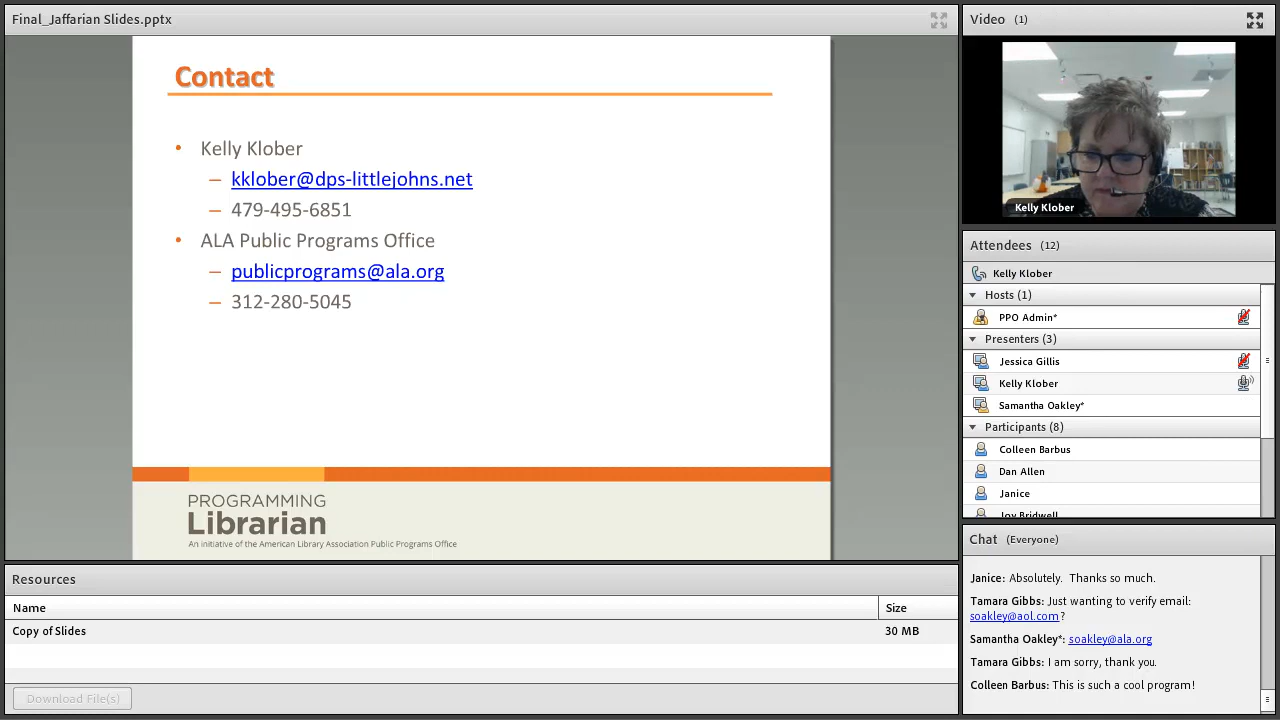 Final_Jaffarian Slides.pptx
Contact
• Kelly Klober
– kklober@dps-littlejohns.net
– 479-495-6851
• ALA Public Programs Office
– publicprograms@ala.org
– 312-280-5045
PROGRAMMING
Librarian
An initiative of the American Library Association Public Programs Office
Resources
Name Size
Copy of Slides 30 MB
Download File(s)
Video (1)
Kelly Klober
Attendees (12)
Kelly Klober
Hosts (1)
PPO Admin*
Presenters (3)
Jessica Gillis
Kelly Klober
Samantha Oakley*
Participants (8)
Colleen Barbus
Dan Allen
Janice
Joy Bridwell
Chat (Everyone)
Janice: Absolutely. Thanks so much.
Tamara Gibbs: Just wanting to verify email:
soakley@aol.com?
Samantha Oakley*: soakley@ala.org
Tamara Gibbs: I am sorry, thank you.
Colleen Barbus: This is such a cool program!